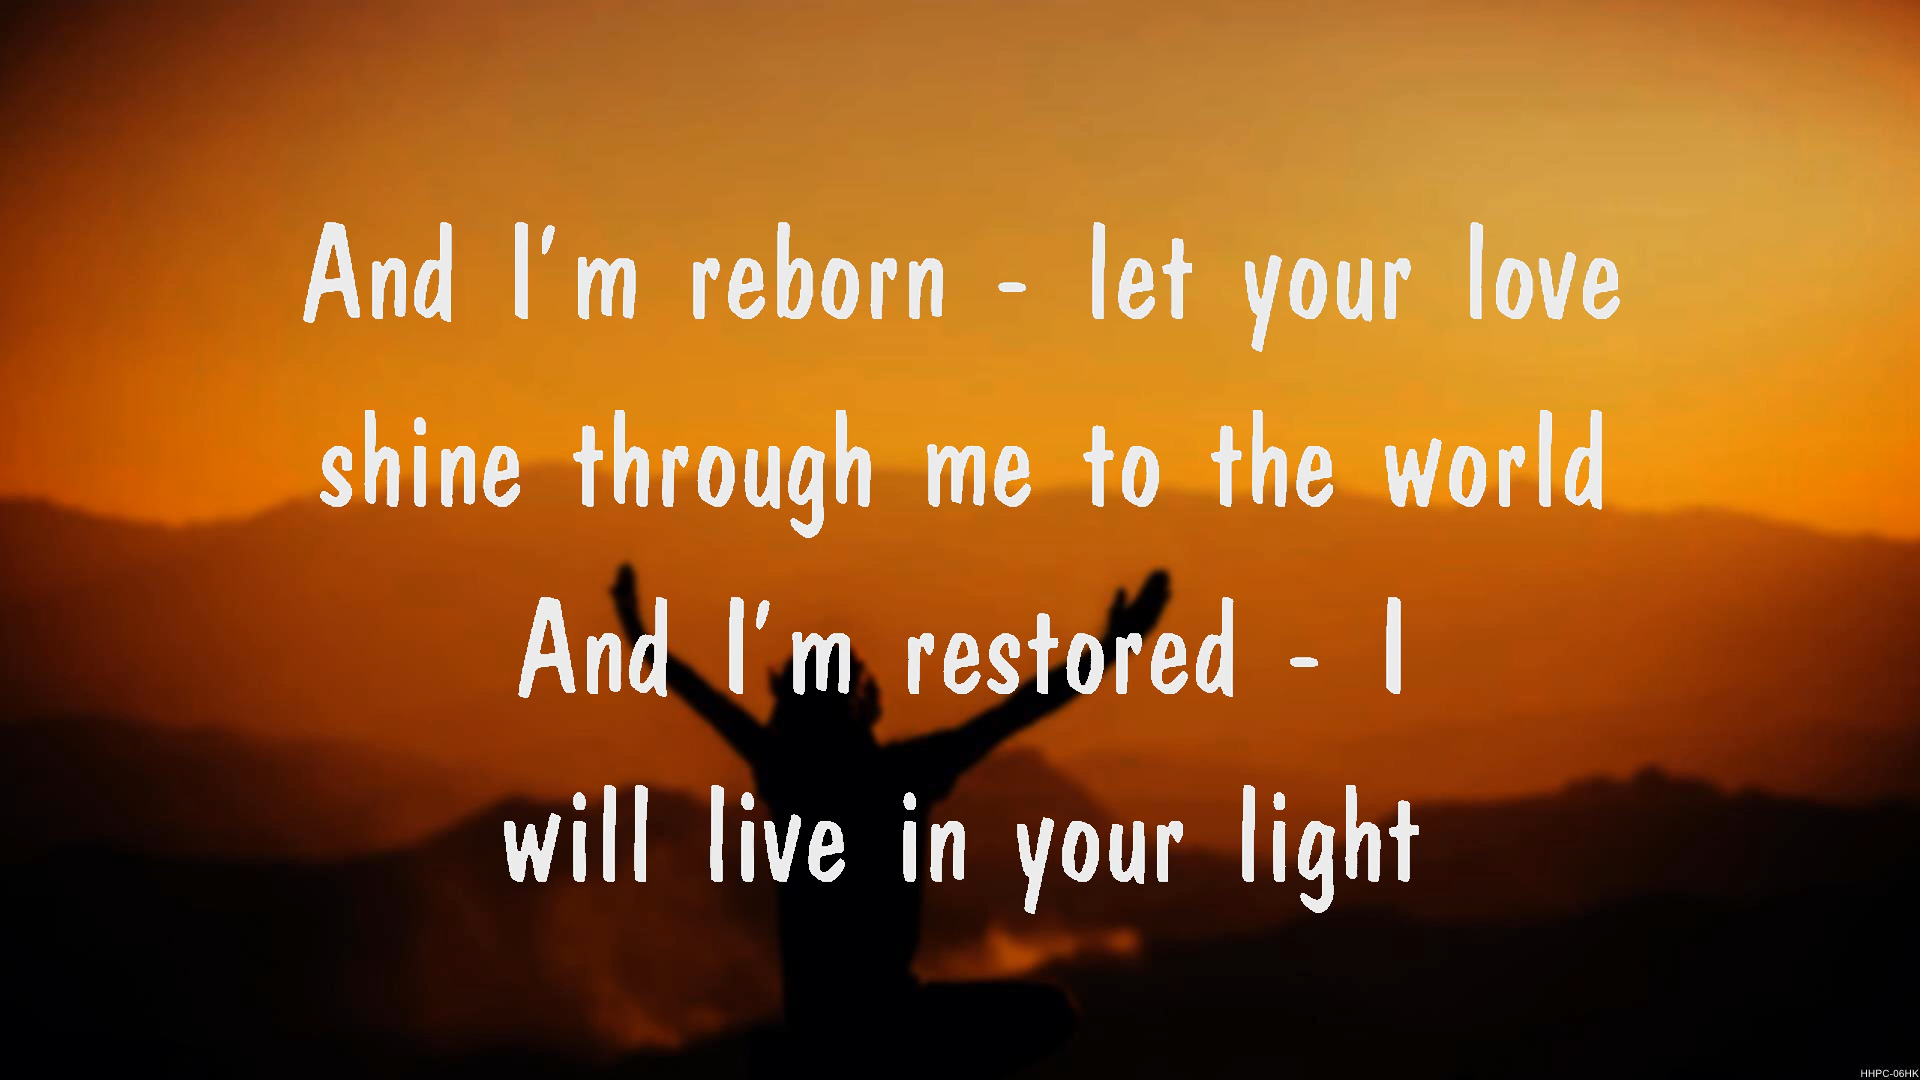 And I'm reborn - let your love
shine through me to the world
And I'm restored - I
will live in your light
HHPC-06HK